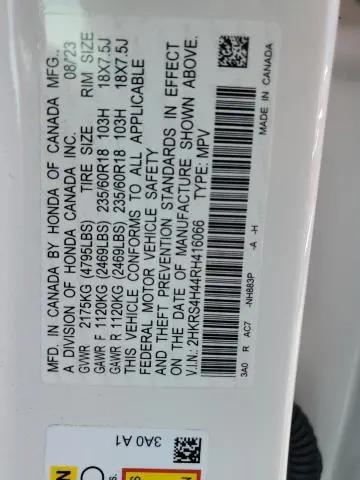 MFD. IN CANADA BY HONDA OF CANADA MFG.,
A DIVISION OF HONDA CANADA INC. 08/23
GVWR 2175KG (4795LBS) TIRE SIZE RIM SIZE
GAWR F 1120KG (2469LBS) 235/60R18 103H 18X7.5J
GAWR R 1120KG (2469LBS) 235/60R18 103H 18X7.5J
THIS VEHICLE CONFORMS TO ALL APPLICABLE
FEDERAL MOTOR VEHICLE SAFETY
AND THEFT PREVENTION STANDARDS IN EFFECT
ON THE DATE OF MANUFACTURE SHOWN ABOVE.
V.I.N.: 2HKRS4H44RH416066 TYPE: MPV
3A0 R AC7 -NH883P -A -H
MADE IN CANADA
3A0 A1